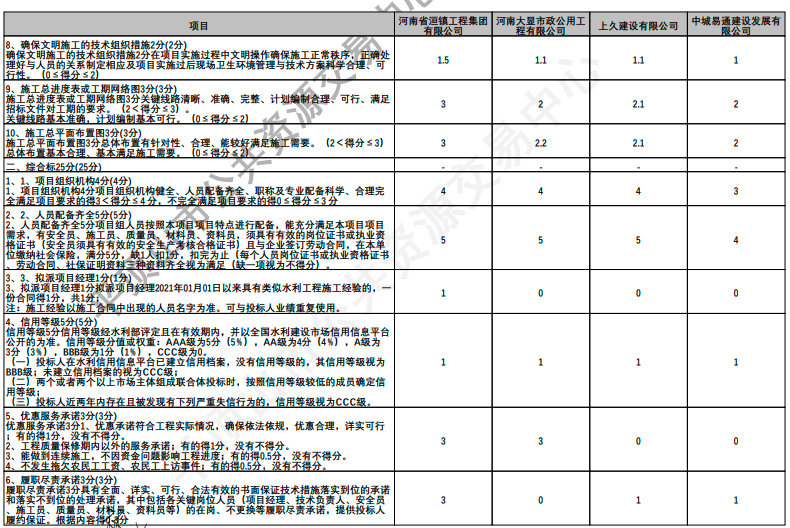 项目
河南省洹镇工程集团
有限公司
河南大显市政公用工
程有限公司
上久建设有限公司
中城易通建设发展有
限公司
8、确保文明施工的技术组织措施2分(2分)
确保文明施工的技术组织措施2分在项目实施过程中文明操作确保施工正常秩序，正确处
理好与人员的关系制定相应及项目实施过后现场卫生环境管理与技术方案科学合理、可
行性。（0≤得分≤2）
1.5
1.1
1.1
1
9、施工总进度表或工期网络图3分(3分)
施工总进度表或工期网络图3分关键线路清晰、准确、完整、计划编制合理、可行、满足
招标文件对工期的要求。（2＜得分≤3）。
关键线路基本准确，计划编制基本可行。（0≤得分≤2）
3
2
2.1
2
10、施工总平面布置图3分(3分)
施工总平面布置图3分总体布置有针对性、合理、能较好满足施工需要。（2＜得分≤3）
总体布置基本合理、基本满足施工需要。（0≤得分≤2）
3
2.2
2.1
2
二、综合标25分(25分)
-
-
-
-
1、1、项目组织机构4分(4分)
1、项目组织机构4分项目组织机构健全、人员配备齐全、职称及专业配备科学、合理完
全满足项目要求的得3＜得分≤4 分，不完全满足项目要求的得0≤得分≤3 分
4
4
4
3
2、2、人员配备齐全5分(5分)
2、人员配备齐全5分项目组人员按照本项目项目特点进行配备，能充分满足本项目项目
需求，有安全员、施工员、质量员、材料员、资料员，须具有有效的岗位证书或执业资
格证书（安全员须具有有效的安全生产考核合格证书）且与企业签订劳动合同，在本单
位缴纳社会保险，满分5分，缺1人扣1分，扣完为止（每个人员岗位证书或执业资格证书
、劳动合同、社保证明资料三种资料齐全视为满足（缺一项视为不得分）。
5
5
5
4
3、3、拟派项目经理1分(1分)
3、拟派项目经理1分拟派项目经理2021年01月01日以来具有类似水利工程施工经验的，一
份合同得1分，共1分；
注：施工经验以施工合同中出现的人员名字为准。可与投标人业绩重复使用。
1
0
0
0
4、信用等级5分(5分)
信用等级5分信用等级经水利部评定且在有效期内，并以全国水利建设市场信用信息平台
公开的为准。信用等级分值或权重：AAA级为5分（5%），AA级为4分（4%），A级为
3分（3%），BBB级为1分（1%），CCC级为0。
（一）投标人在水利信用信息平台已建立信用档案，没有信用等级的，其信用等级视为
BBB级；未建立信用档案的视为CCC级；
（二）两个或者两个以上市场主体组成联合体投标时，按照信用等级较低的成员确定信
用等级；
（三）投标人近两年内存在且被发现有下列严重失信行为的，信用等级视为CCC级。
1
1
1
1
5、优惠服务承诺3分(3分)
优惠服务承诺3分1、优惠承诺符合工程实际情况，确保依法依规，优惠合理，详实可行
；有的得1分，没有不得分。
2、工程质量保修期内以外的服务承诺；有的得1分，没有不得分。
3、能做到连续施工，不因资金问题影响工程进度；有的得0.5分，没有不得分。
4、不发生拖欠农民工工资、农民工上访事件；有的得0.5分，没有不得分。
3
3
0
0
6、履职尽责承诺3分(3分)
履职尽责承诺3分具有全面、详实、可行、合法有效的书面保证技术措施落实到位的承诺
和落实不到位的处理承诺，其中包括各关键岗位人员（项目经理、技术负责人、安全员
、施工员、质量员、材料员、资料员等）的在岗、不更换等履职尽责承诺，提供投标人
履约保证。根据内容得0-3分
3
0
1
1
市公共资源交易中心
公共资源交易中心